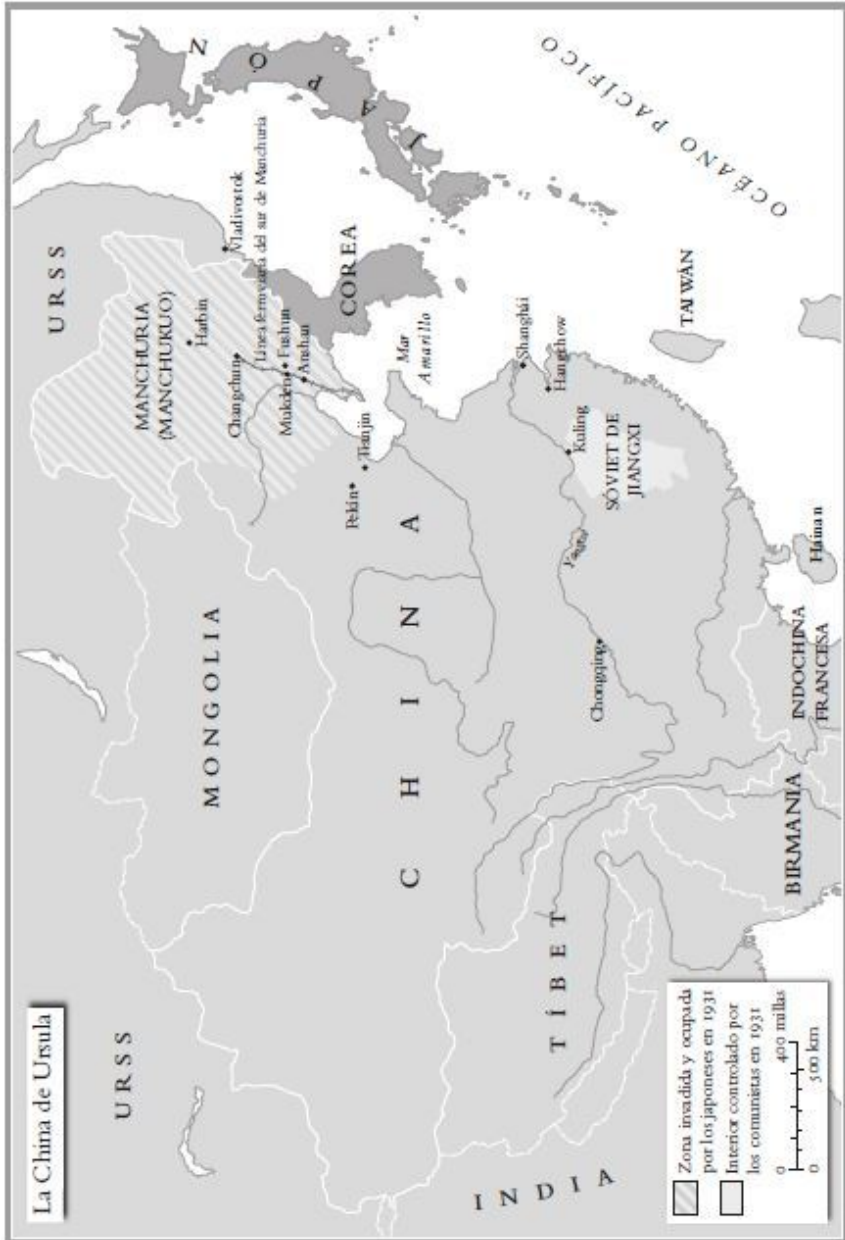 La China de Ursula
URSS
URSS
MONGOLIA
MANCHURIA
(MANCHUKUO)
Harbin
Vladivostok
Changchun
Línea ferroviaria del sur de Manchuria
Mukden
Fushun
Anshan
JAPÓN
COREA
Pekín
Tianjin
Mar
Amarillo
CHINA
Shanghái
Hangchow
Kuling
SÓVIET DE
JIANGXI
Yangtsé
Chongqing
TAIWÁN
OCÉANO PACÍFICO
TÍBET
INDIA
BIRMANIA
INDOCHINA
FRANCESA
Hainan
Zona invadida y ocupada
por los japoneses en 1931
Interior controlado por
los comunistas en 1931
0 400 millas
0 500 km